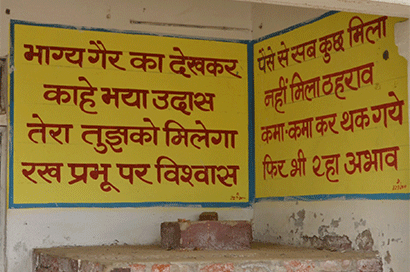 भाग्य गैर का देखकर
काहे भया उदास
तेरा तुझको मिलेगा
रख प्रभू पर विश्वास
पैसे से सब कुछ मिला
नहीं मिला ठहराव
कमा-कमा कर थक गये
फिर भी रहा अभाव